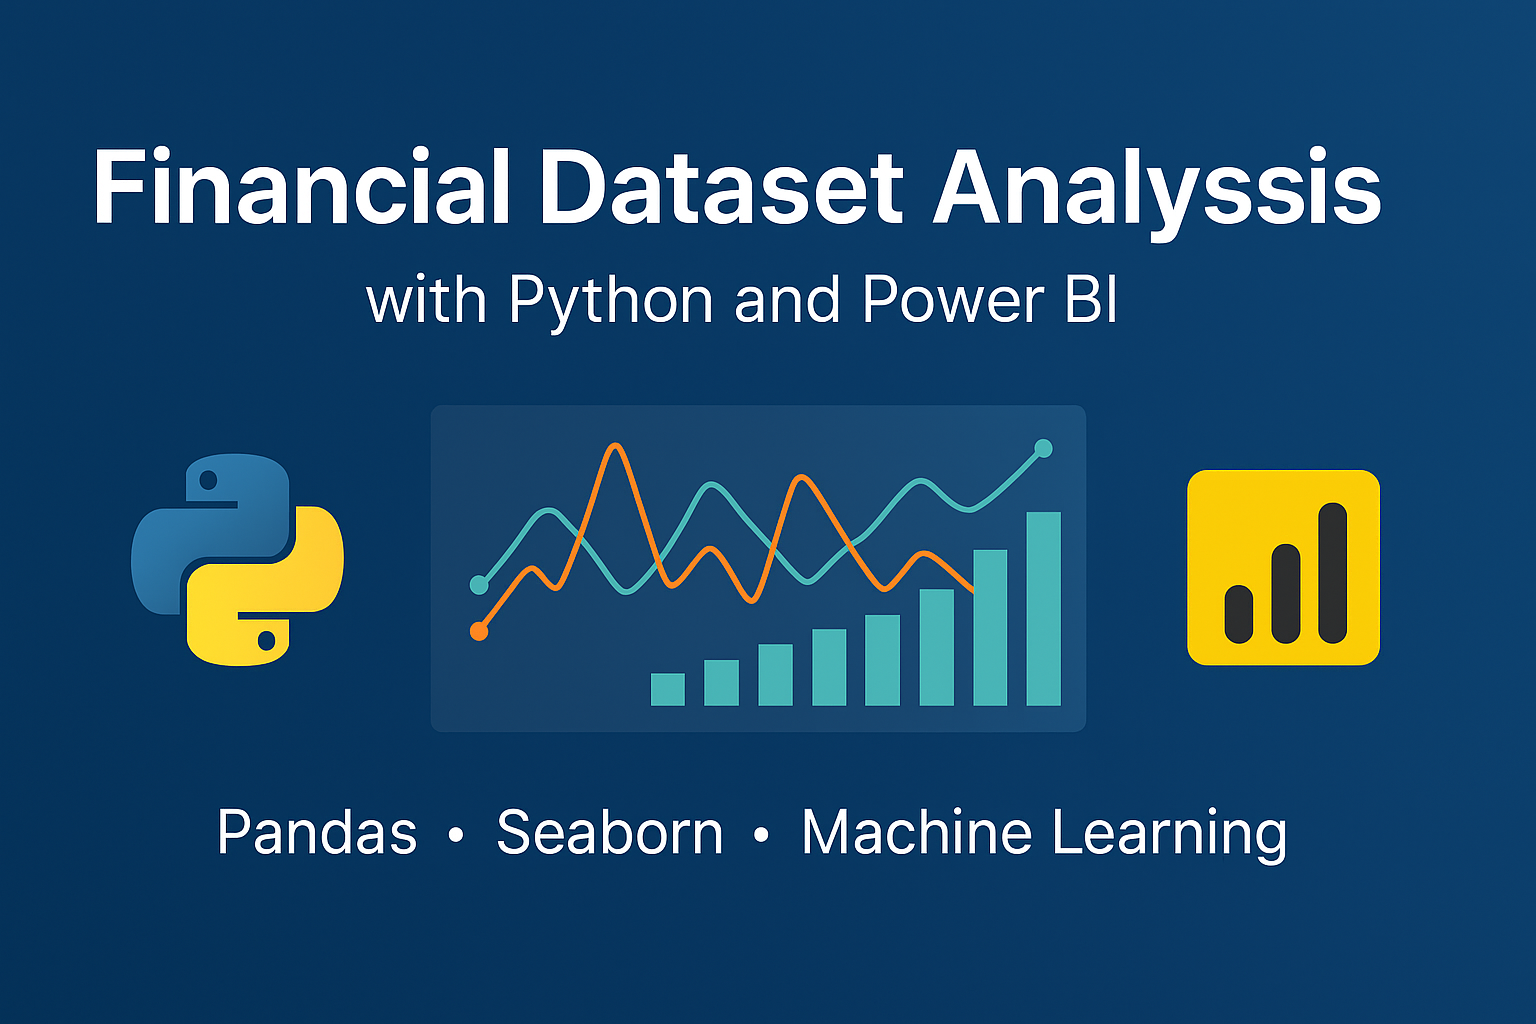 Financial Dataset Analyssis
with Python and Power BI
Pandas • Seaborn • Machine Learning